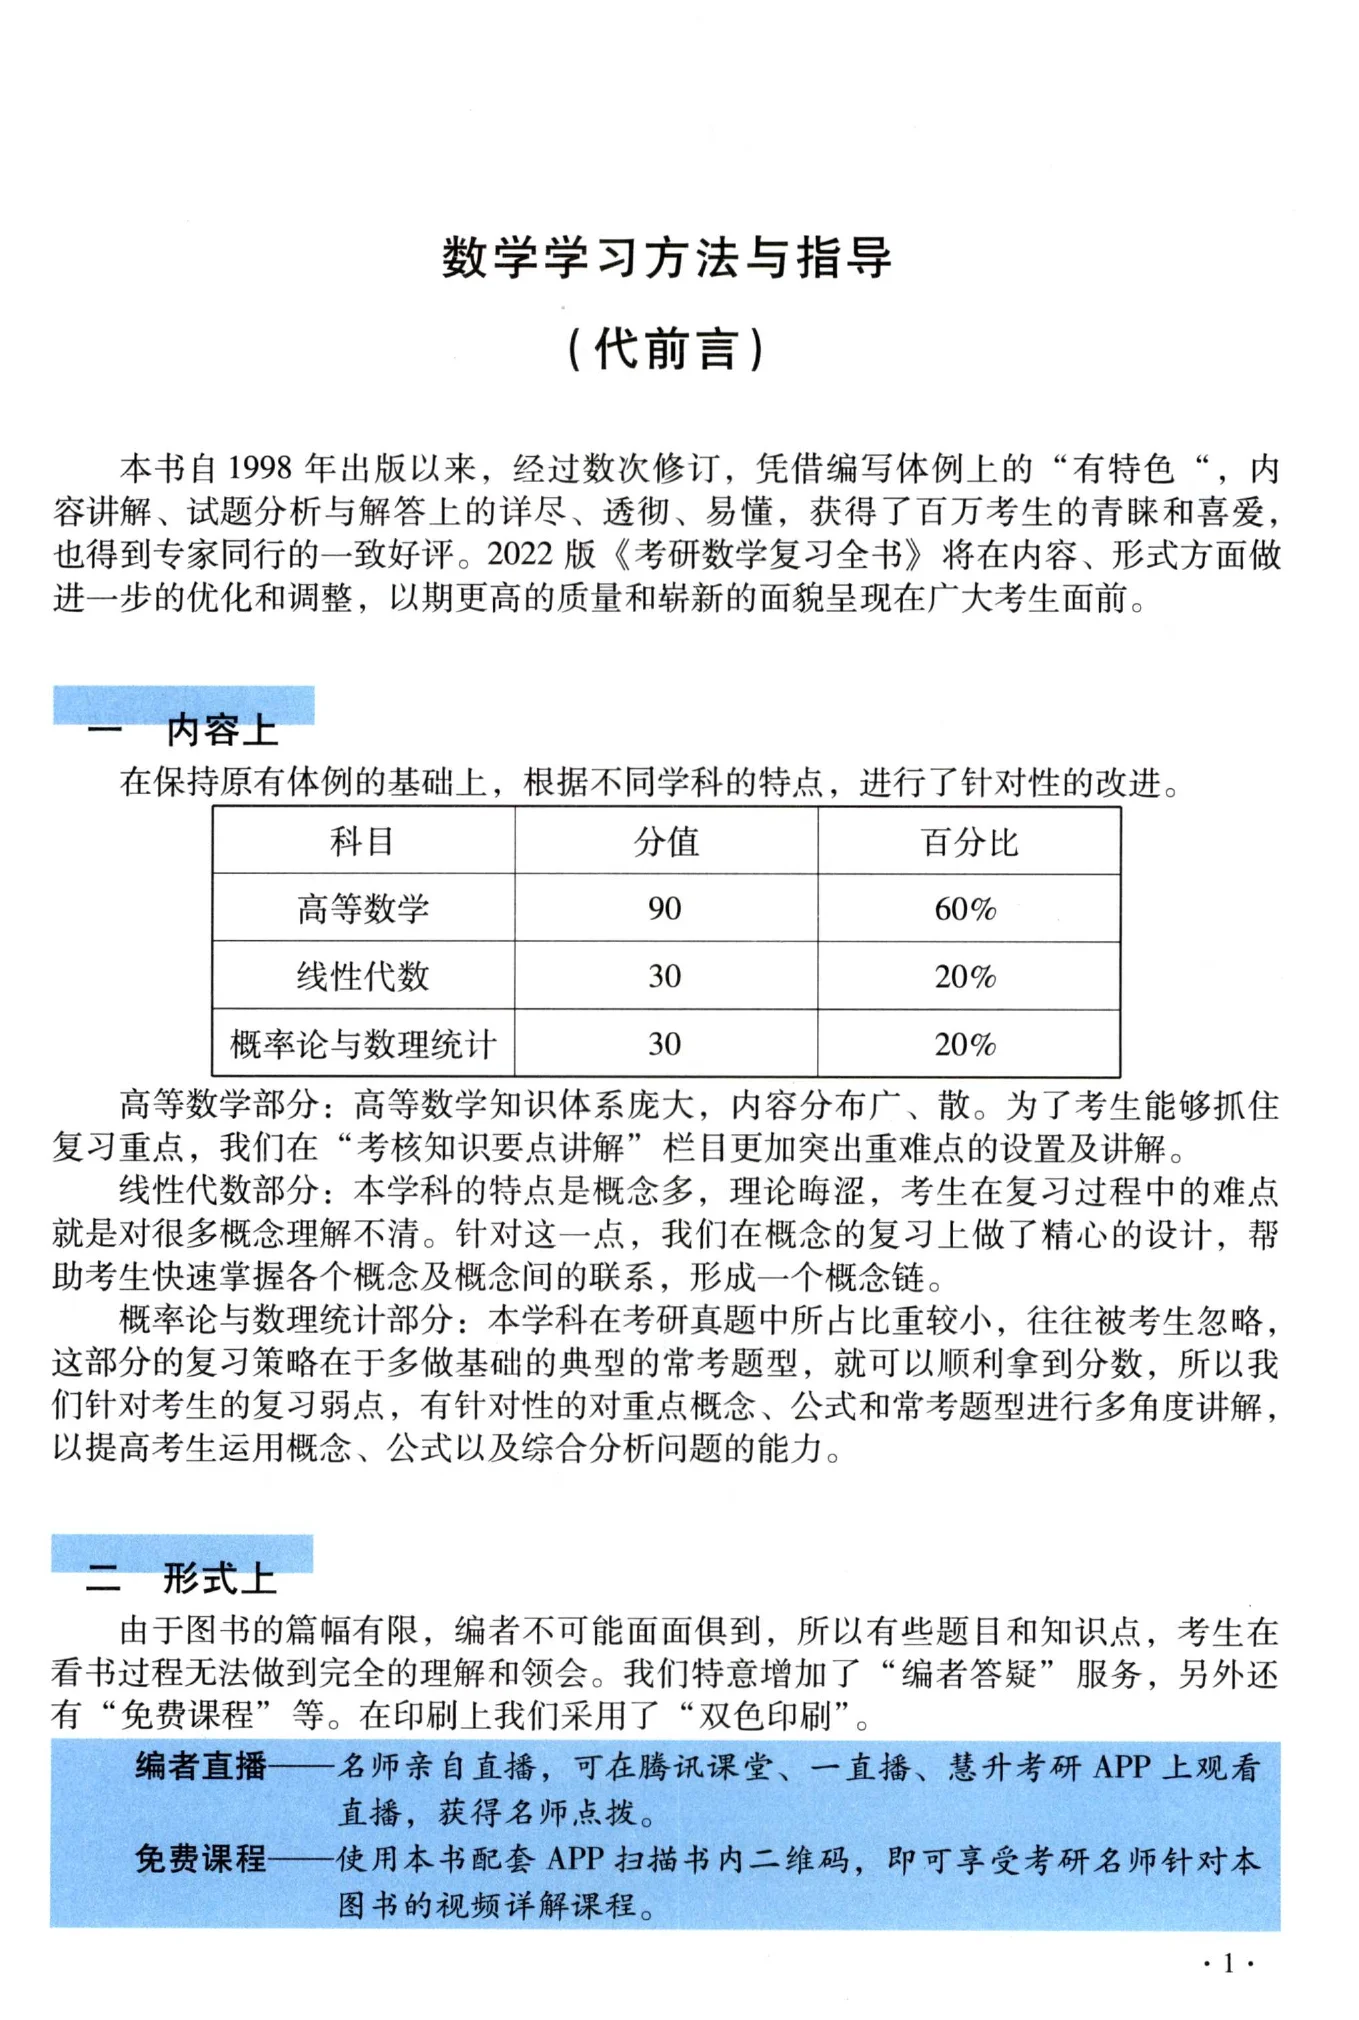 数学学习方法与指导
(代前言)
本书自 1998 年出版以来，经过数次修订，凭借编写体例上的“有特色“，内
容讲解、试题分析与解答上的详尽、透彻、易懂，获得了百万考生的青睐和喜爱，
也得到专家同行的一致好评。2022 版《考研数学复习全书》将在内容、形式方面做
进一步的优化和调整，以期更高的质量和崭新的面貌呈现在广大考生面前。
一 内容上
在保持原有体例的基础上，根据不同学科的特点，进行了针对性的改进。
科目 分值 百分比
高等数学 90 60%
线性代数 30 20%
概率论与数理统计 30 20%
高等数学部分：高等数学知识体系庞大，内容分布广、散。为了考生能够抓住
复习重点，我们在“考核知识要点讲解”栏目更加突出重难点的设置及讲解。
线性代数部分：本学科的特点是概念多，理论晦涩，考生在复习过程中的难点
就是对很多概念理解不清。针对这一点，我们在概念的复习上做了精心的设计，帮
助考生快速掌握各个概念及概念间的联系，形成一个概念链。
概率论与数理统计部分：本学科在考研真题中所占比重较小，往往被考生忽略，
这部分的复习策略在于多做基础的典型的常考题型，就可以顺利拿到分数，所以我
们针对考生的复习弱点，有针对性的对重点概念、公式和常考题型进行多角度讲解，
以提高考生运用概念、公式以及综合分析问题的能力。
二 形式上
由于图书的篇幅有限，编者不可能面面俱到，所以有些题目和知识点，考生在
看书过程无法做到完全的理解和领会。我们特意增加了“编者答疑”服务，另外还
有“免费课程”等。在印刷上我们采用了“双色印刷”。
编者直播——名师亲自直播，可在腾讯课堂、一直播、慧升考研 APP 上观看
直播，获得名师点拨。
免费课程——使用本书配套 APP 扫描书内二维码，即可享受考研名师针对本
图书的视频详解课程。
·1·